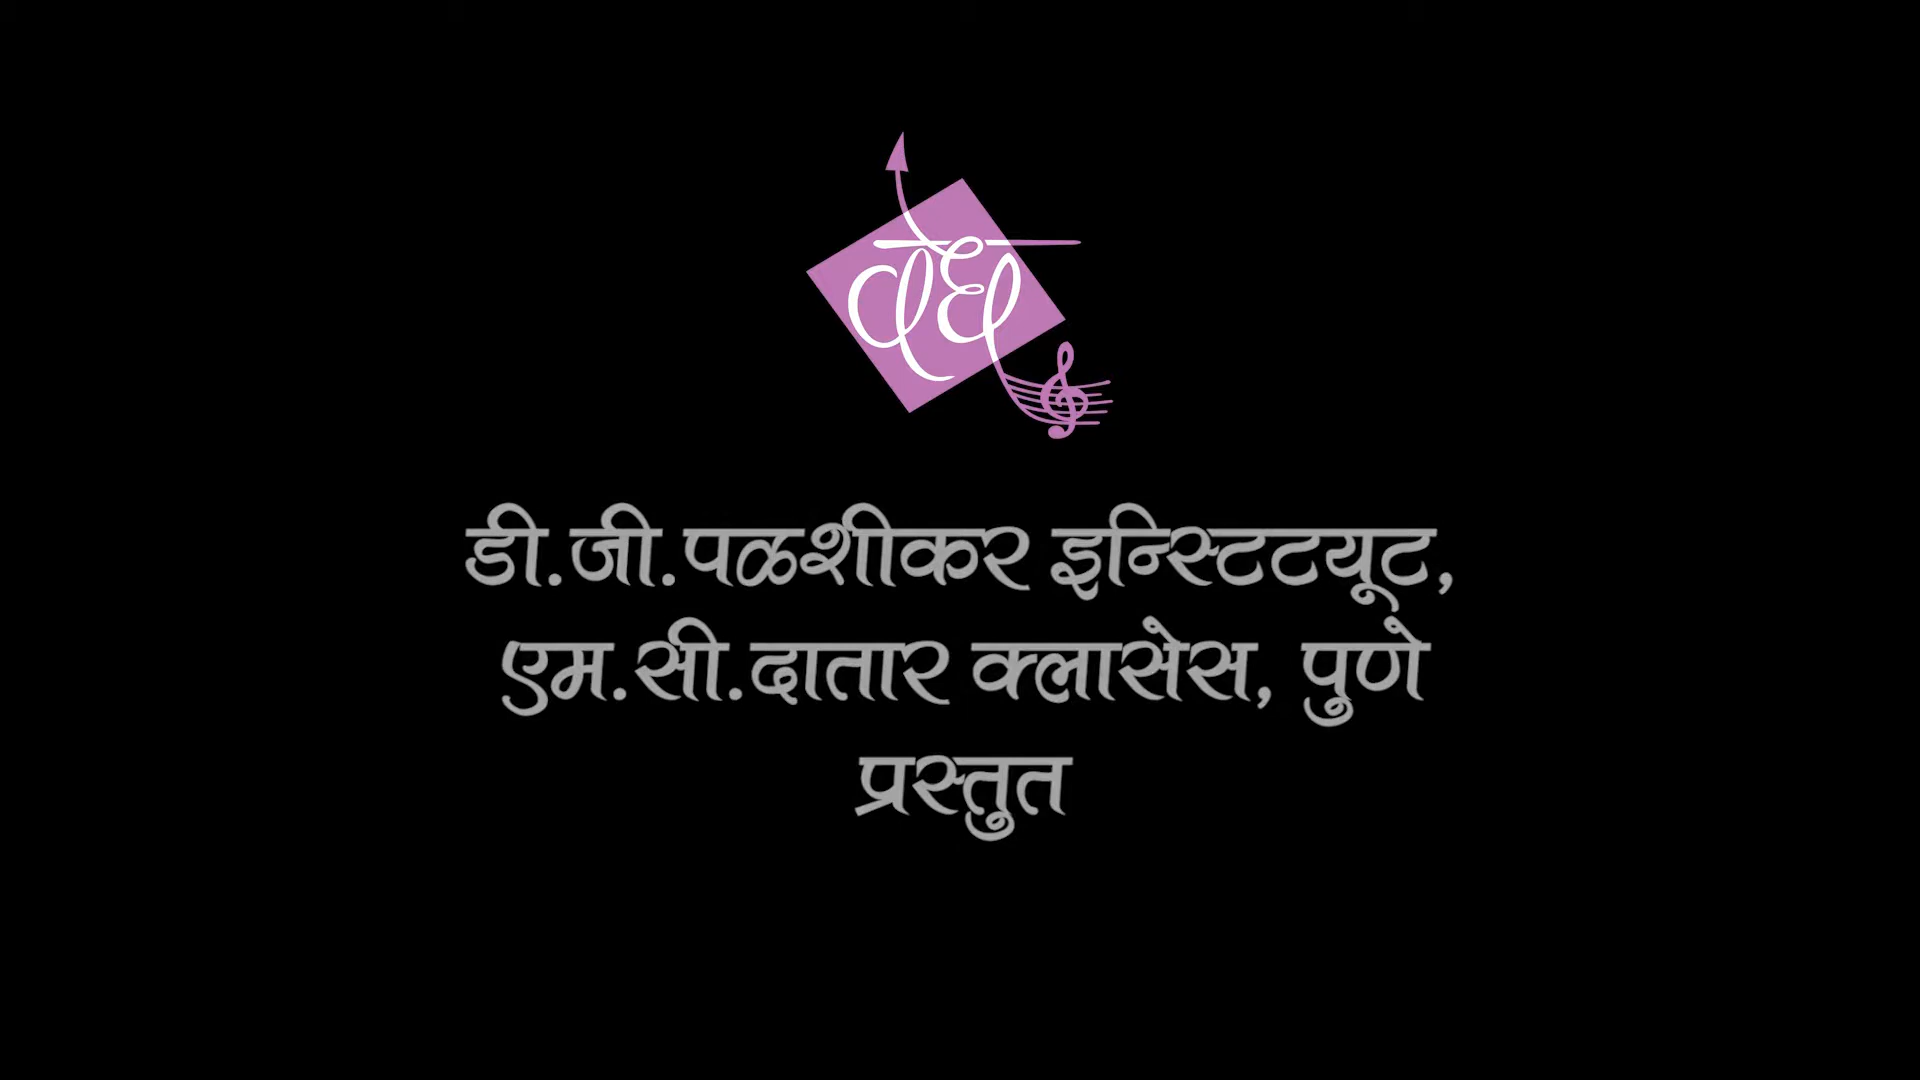 देह
डी.जी.पळशीकर इन्स्टिटयूट,
एम.सी.दातार क्लासेस, पुणे
प्रस्तुत